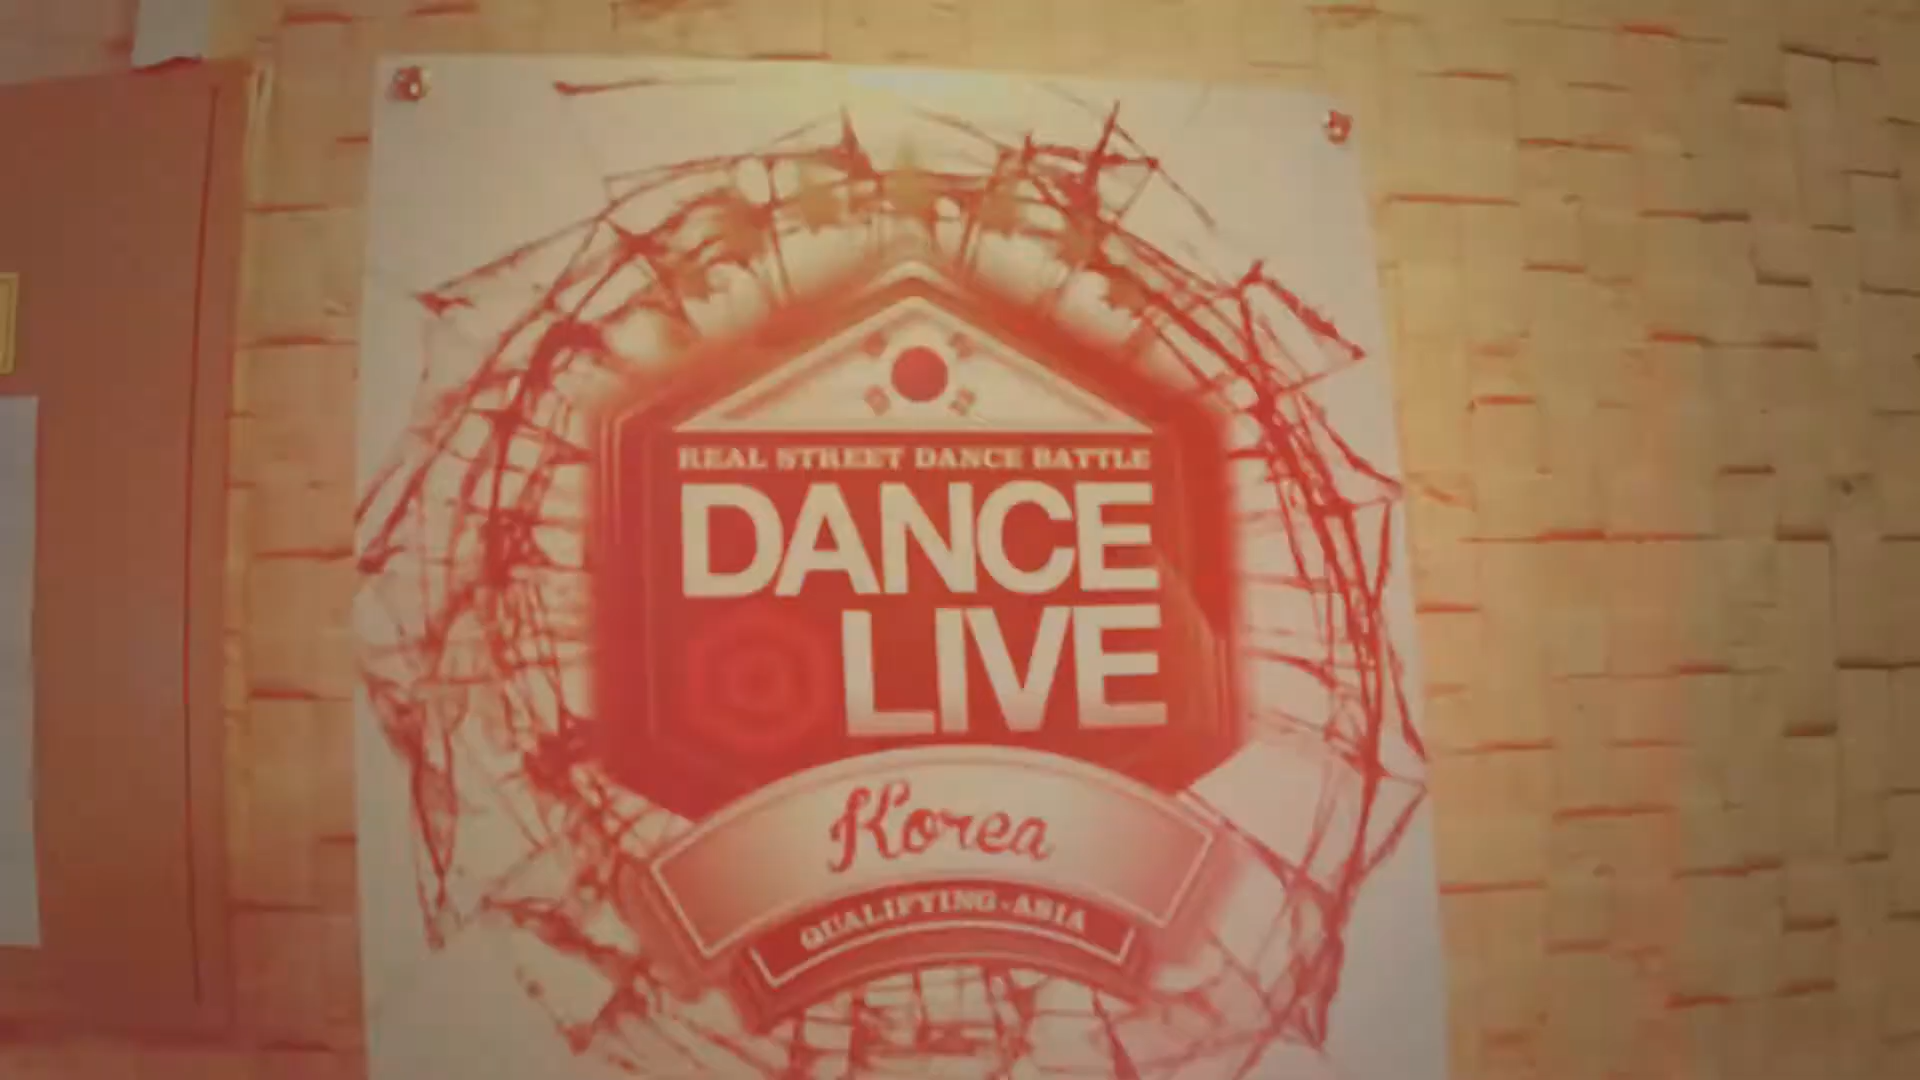 REAL STREET DANCE BATTLE
DANCE
LIVE
Korea
QUALIFYING-ASIA